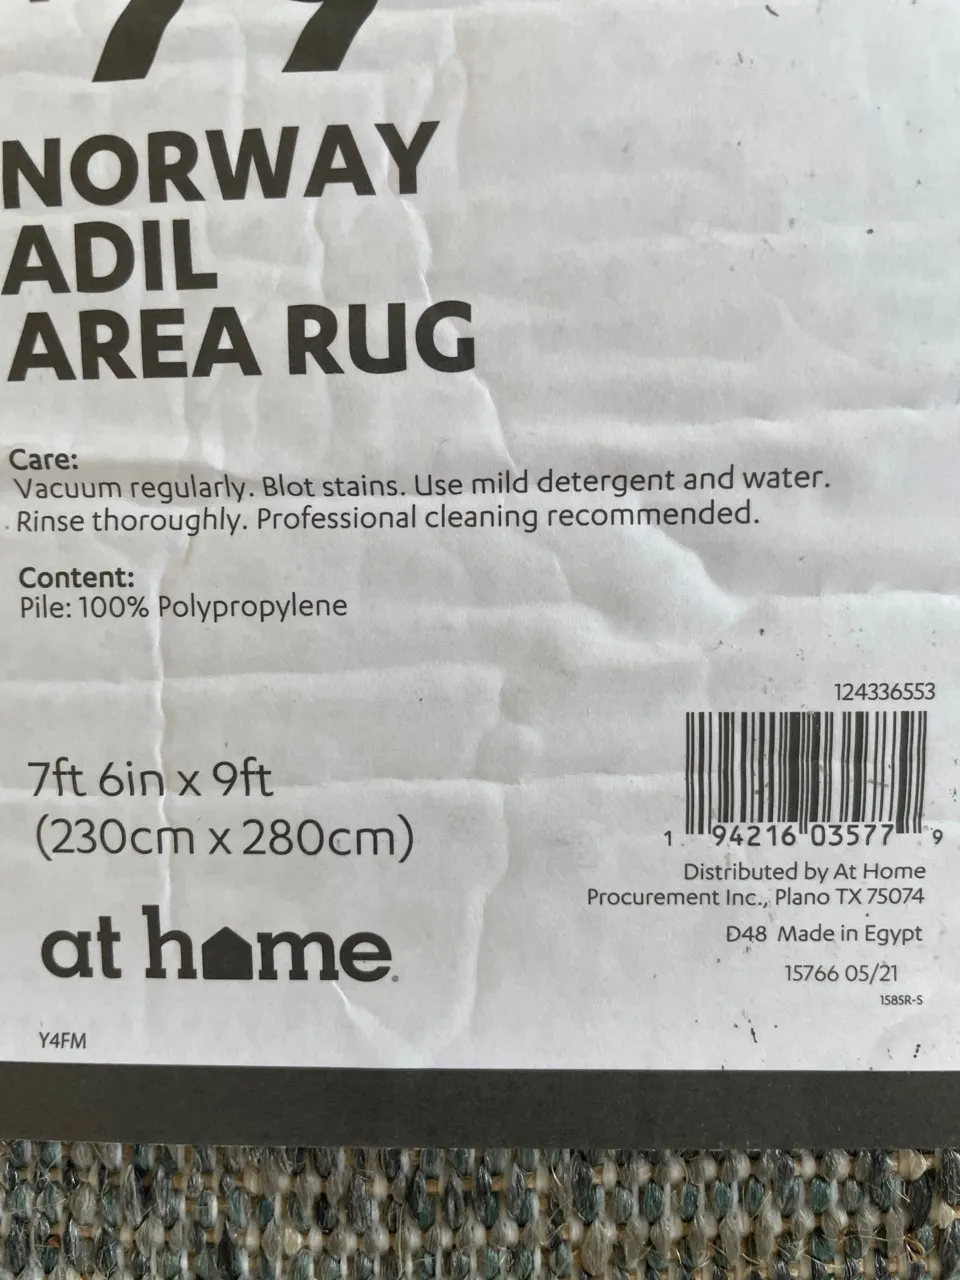 NORWAY
ADIL
AREA RUG
Care:
Vacuum regularly. Blot stains. Use mild detergent and water.
Rinse thoroughly. Professional cleaning recommended.
Content:
Pile: 100% Polypropylene
124336553
7ft 6in x 9ft
(230cm x 280cm)
1 94216 03577 9
Distributed by At Home
Procurement Inc., Plano TX 75074
D48 Made in Egypt
15766 05/21
1585R-S
at home
Y4FM